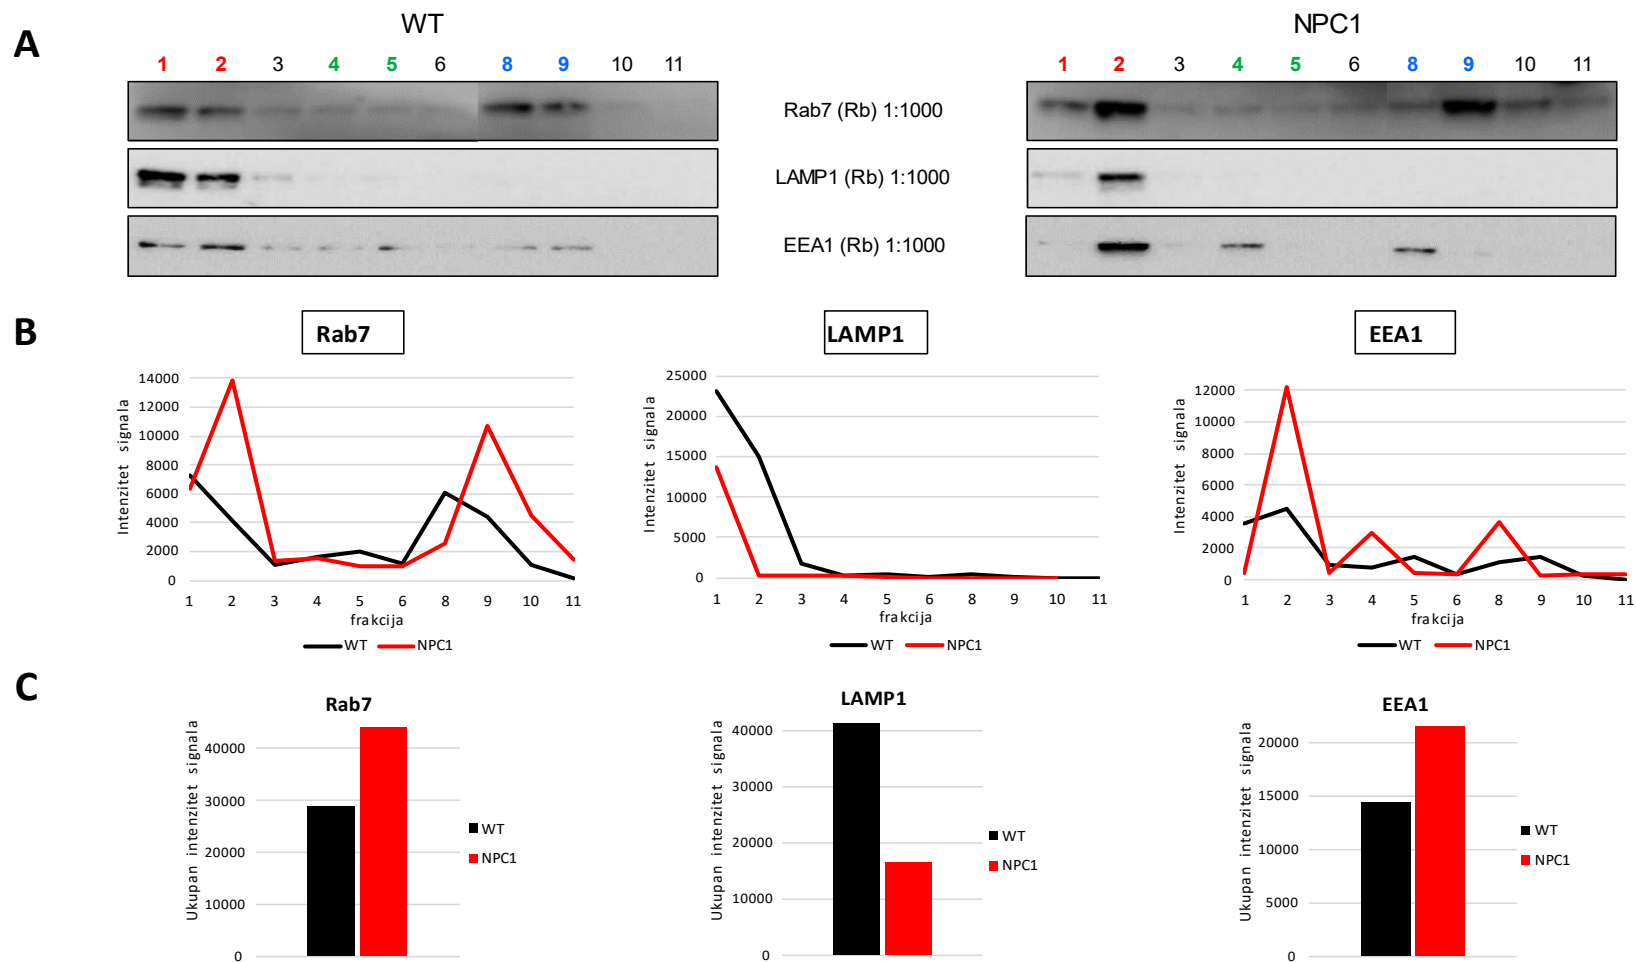 A
WT
NPC1
1 2 3 4 5 6 8 9 10 11
1 2 3 4 5 6 8 9 10 11
Rab7 (Rb) 1:1000
LAMP1 (Rb) 1:1000
EEA1 (Rb) 1:1000
B
Rab7
Intenzitet signala
14000
12000
10000
8000
6000
4000
2000
0
1 2 3 4 5 6 8 9 10 11
frakcija
WT NPC1
LAMP1
Intenzitet signala
25000
20000
15000
10000
5000
0
1 2 3 4 5 6 8 9 10 11
frakcija
WT NPC1
EEA1
Intenzitet signala
12000
10000
8000
6000
4000
2000
0
1 2 3 4 5 6 8 9 10 11
frakcija
WT NPC1
C
Rab7
Ukupan intenzitet signala
40000
30000
20000
10000
0
WT
NPC1
LAMP1
Ukupan intenzitet signala
40000
30000
20000
10000
0
WT
NPC1
EEA1
Ukupan intenzitet signala
20000
15000
10000
5000
0
WT
NPC1